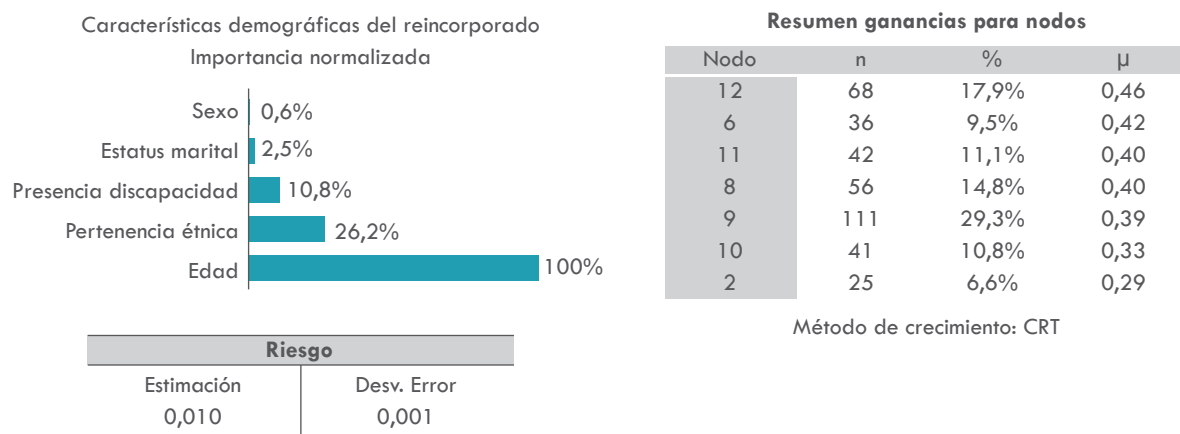 Características demográficas del reincorporado
Importancia normalizada
Sexo 0,6%
Estatus marital 2,5%
Presencia discapacidad 10,8%
Pertenencia étnica 26,2%
Edad 100%
Riesgo
Estimación Desv. Error
0,010 0,001
Resumen ganancias para nodos
Nodo n % μ
12 68 17,9% 0,46
6 36 9,5% 0,42
11 42 11,1% 0,40
8 56 14,8% 0,40
9 111 29,3% 0,39
10 41 10,8% 0,33
2 25 6,6% 0,29
Método de crecimiento: CRT